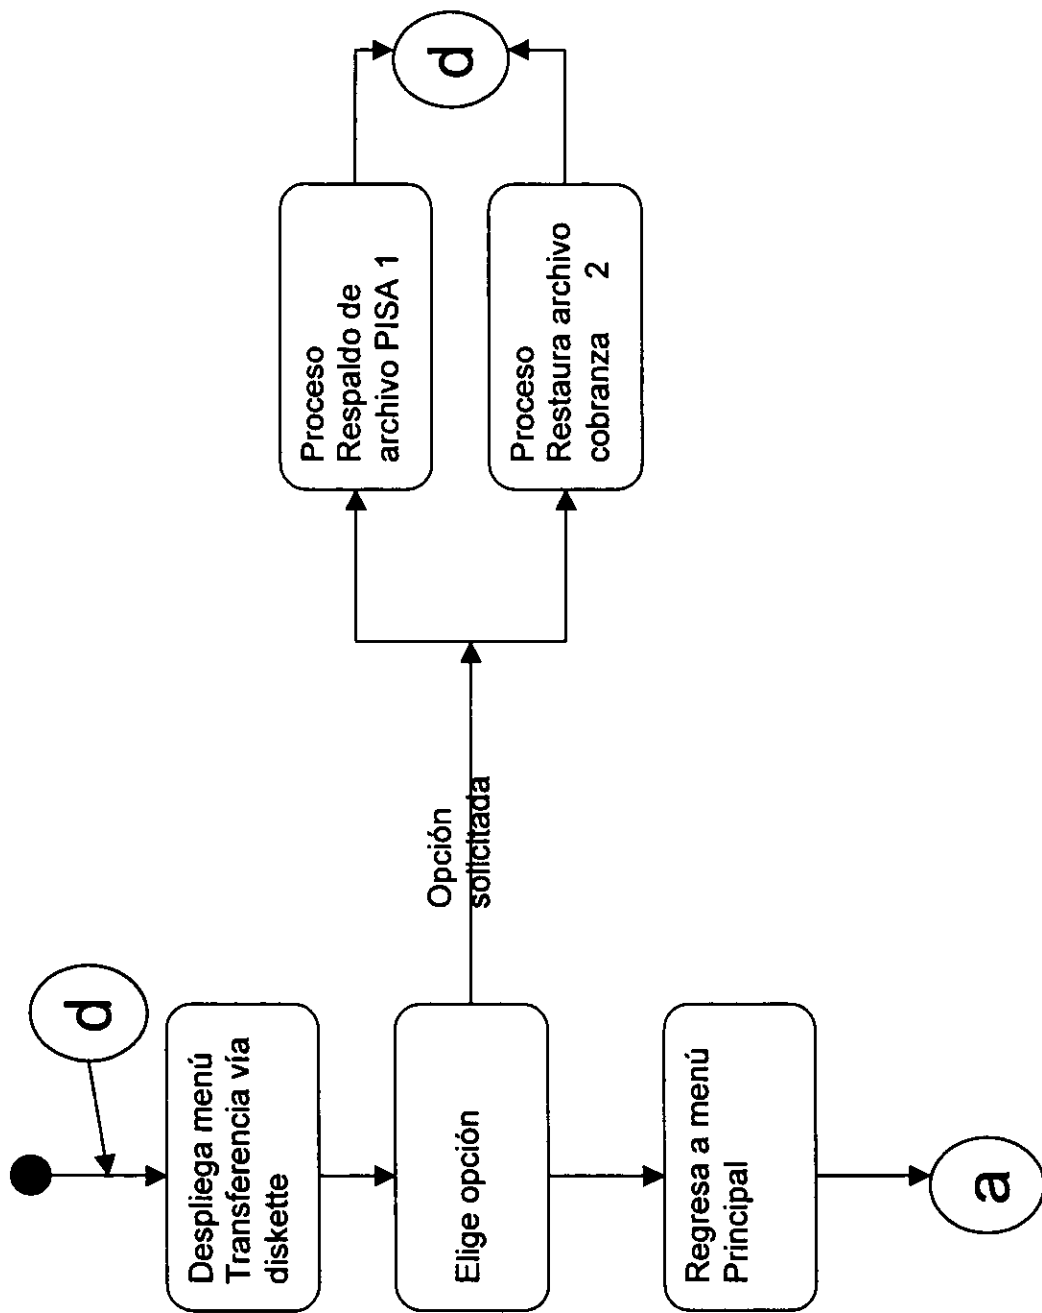 d
Despliega menú
Transferencia vía
diskette
Elige opción
Opción
solicitada
Proceso
Respaldo de
archivo PISA 1
Proceso
Restaura archivo
cobranza 2
d
Regresa a menú
Principal
a